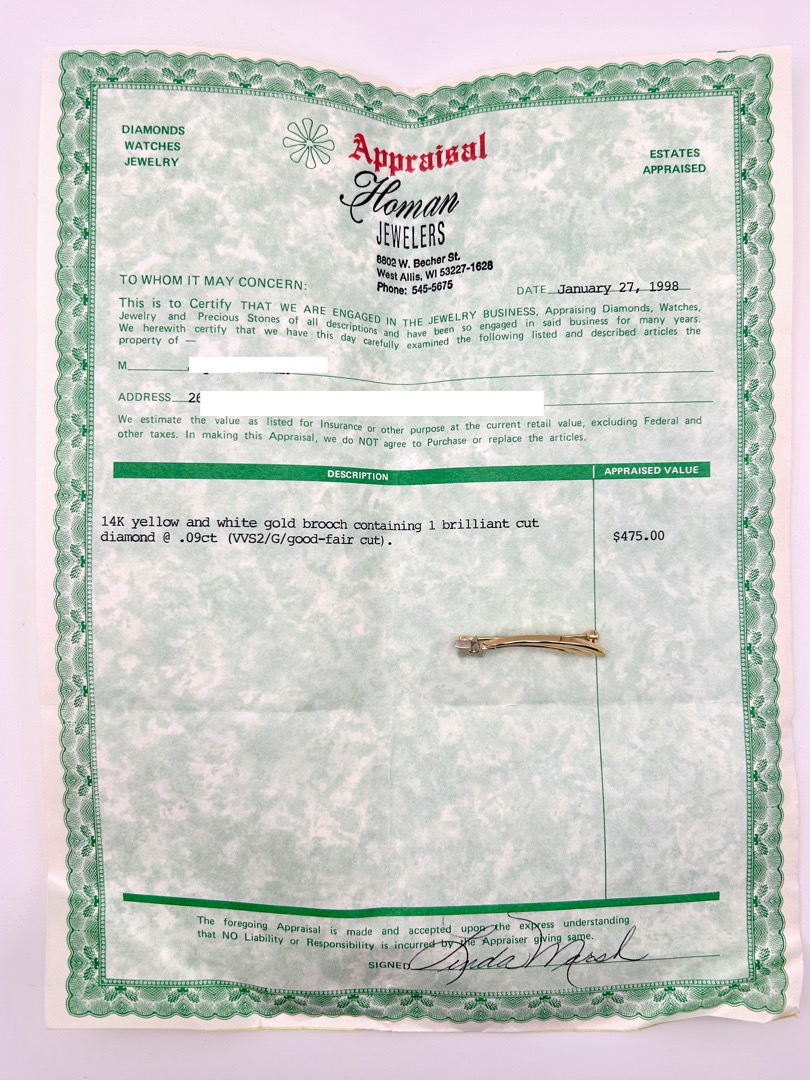 DIAMONDS
WATCHES
JEWELRY
Appraisal
ESTATES
APPRAISED
Homan
JEWELERS
8802 W. Becher St.
West Allis, WI 53227-1628
Phone: 545-5675
TO WHOM IT MAY CONCERN:
DATE January 27, 1998
This is to Certify THAT WE ARE ENGAGED IN THE JEWELRY BUSINESS, Appraising Diamonds, Watches,
Jewelry and Precious Stones of all descriptions and have been so engaged in said business for many years.
We herewith certify that we have this day carefully examined the following listed and described articles the
property of —
M
ADDRESS 26
We estimate the value as listed for Insurance or other purpose at the current retail value, excluding Federal and
other taxes. In making this Appraisal, we do NOT agree to Purchase or replace the articles.
DESCRIPTION
APPRAISED VALUE
14K yellow and white gold brooch containing 1 brilliant cut
diamond @ .09ct (VVS2/G/good-fair cut).
$475.00
The foregoing Appraisal is made and accepted upon the express understanding
that NO Liability or Responsibility is incurred by the Appraiser giving same.
SIGNED Linda Marsh